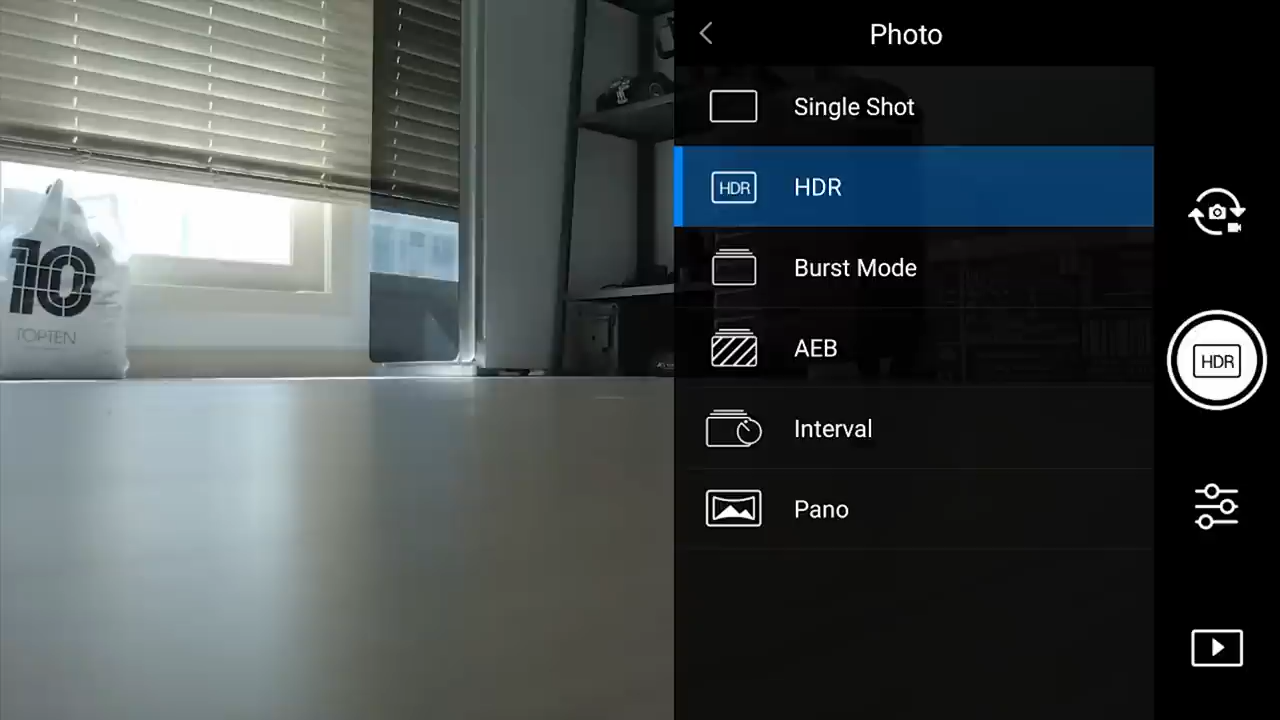 Photo
Single Shot
HDR
HDR
Burst Mode
AEB
Interval
Pano
HDR
10
TOPTEN